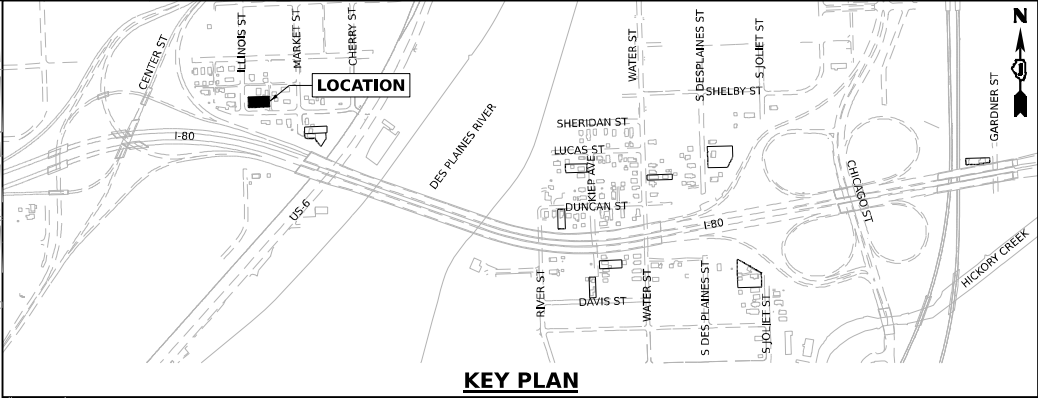 ILLINOIS ST
MARKET ST
CHERRY ST
CENTER ST
LOCATION
I-80
US-6
DES PLAINES RIVER
WATER ST
S DESPLAINES ST
S JOLIET ST
SHELBY ST
SHERIDAN ST
LUCAS ST
KIEF AVE
DUNCAN ST
I-80
CHICAGO ST
GARDNER ST
N
HICKORY CREEK
RIVER ST
DAVIS ST
WATER ST
S DES PLAINES ST
S JOLIET ST
KEY PLAN